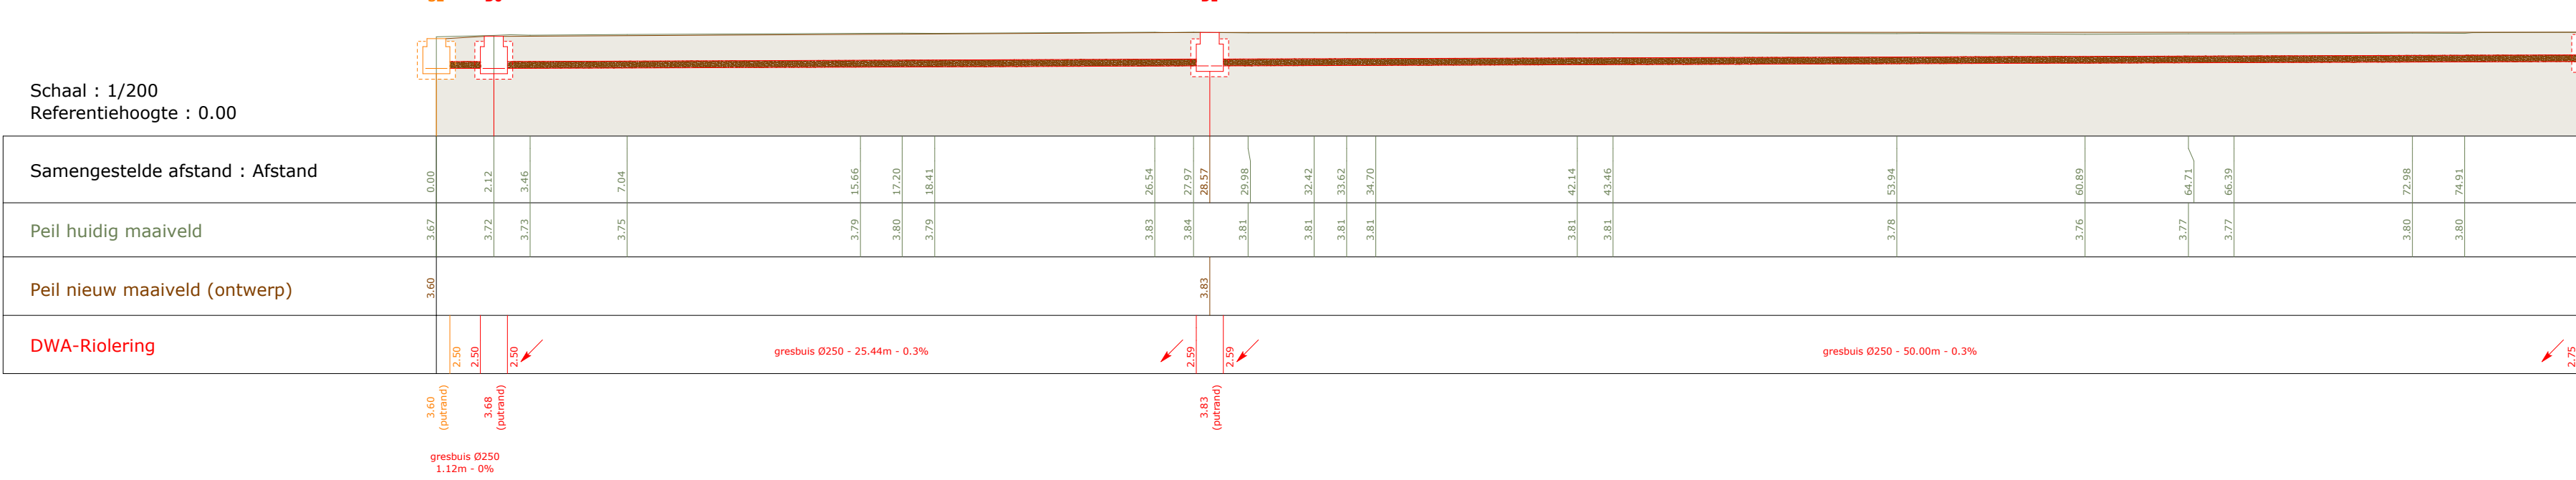 Schaal : 1/200
Referentiehoogte : 0.00
Samengestelde afstand : Afstand
0.00 2.12 3.46 7.04 15.66 17.20 18.41 26.54 27.97 28.57 29.98 32.42 33.62 34.70 42.14 43.46 53.94 60.89 64.71 66.39 72.98 74.91
Peil huidig maaiveld
3.67 3.72 3.73 3.75 3.79 3.80 3.79 3.83 3.84 3.81 3.81 3.81 3.81 3.81 3.81 3.78 3.76 3.77 3.77 3.80 3.80
Peil nieuw maaiveld (ontwerp)
3.60 3.83
DWA-Riolering
2.50 2.50 2.50 gresbuis Ø250 - 25.44m - 0.3% 2.59 2.59 gresbuis Ø250 - 50.00m - 0.3% 2.75
3.60 (putrand)
3.68 (putrand)
3.83 (putrand)
gresbuis Ø250
1.12m - 0%